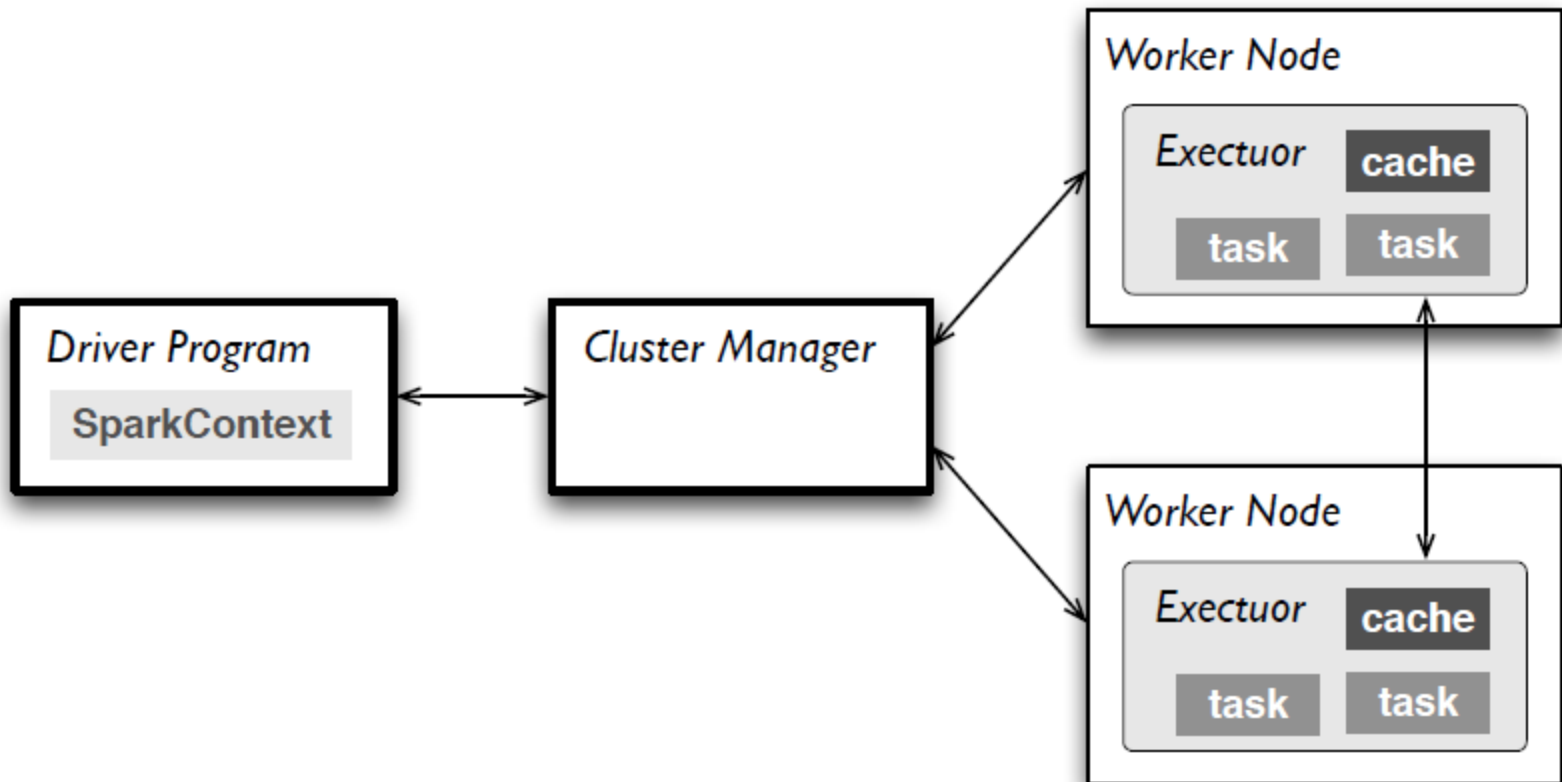 Driver Program
SparkContext
Cluster Manager
Worker Node
Exectuor
cache
task
task
Worker Node
Exectuor
cache
task
task